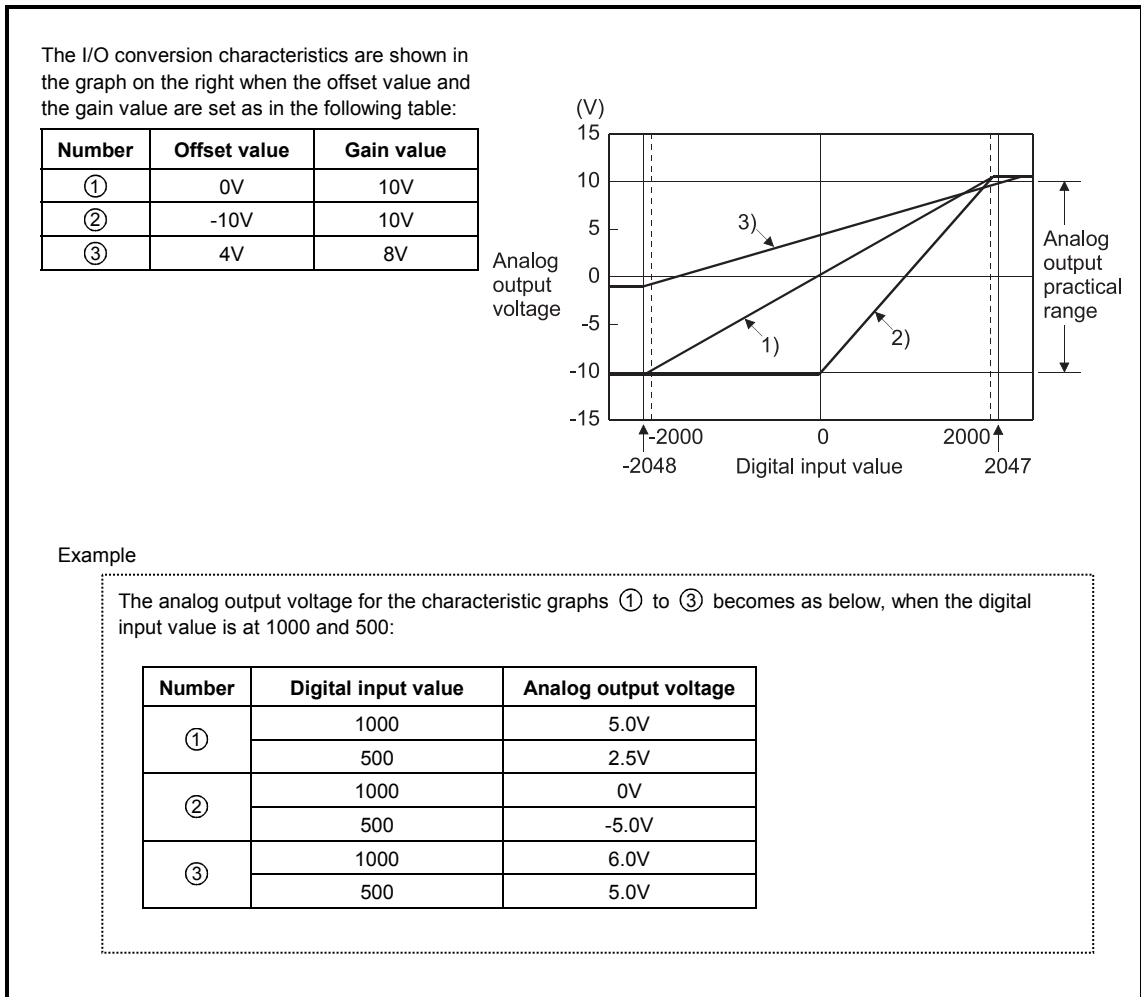 The I/O conversion characteristics are shown in
the graph on the right when the offset value and
the gain value are set as in the following table:
Number Offset value Gain value
① 0V 10V
② -10V 10V
③ 4V 8V
(V)
15
10
5
0
-5
-10
-15
Analog
output
voltage
3)
1)
2)
Analog
output
practical
range
-2000 0 2000
-2048 Digital input value 2047
Example
The analog output voltage for the characteristic graphs ① to ③ becomes as below, when the digital
input value is at 1000 and 500:
Number Digital input value Analog output voltage
① 1000 5.0V
500 2.5V
② 1000 0V
500 -5.0V
③ 1000 6.0V
500 5.0V